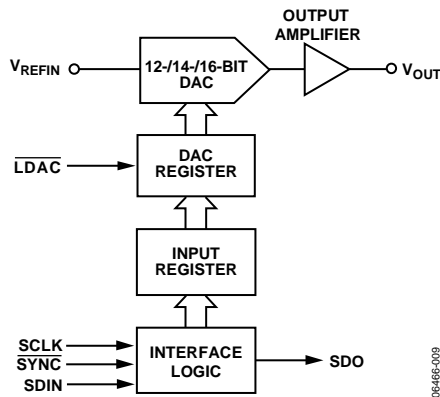 OUTPUT
AMPLIFIER
VREFIN
12-/14-/16-BIT
DAC
VOUT
LDAC
DAC
REGISTER
INPUT
REGISTER
SCLK
SYNC
SDIN
INTERFACE
LOGIC
SDO
06466-009